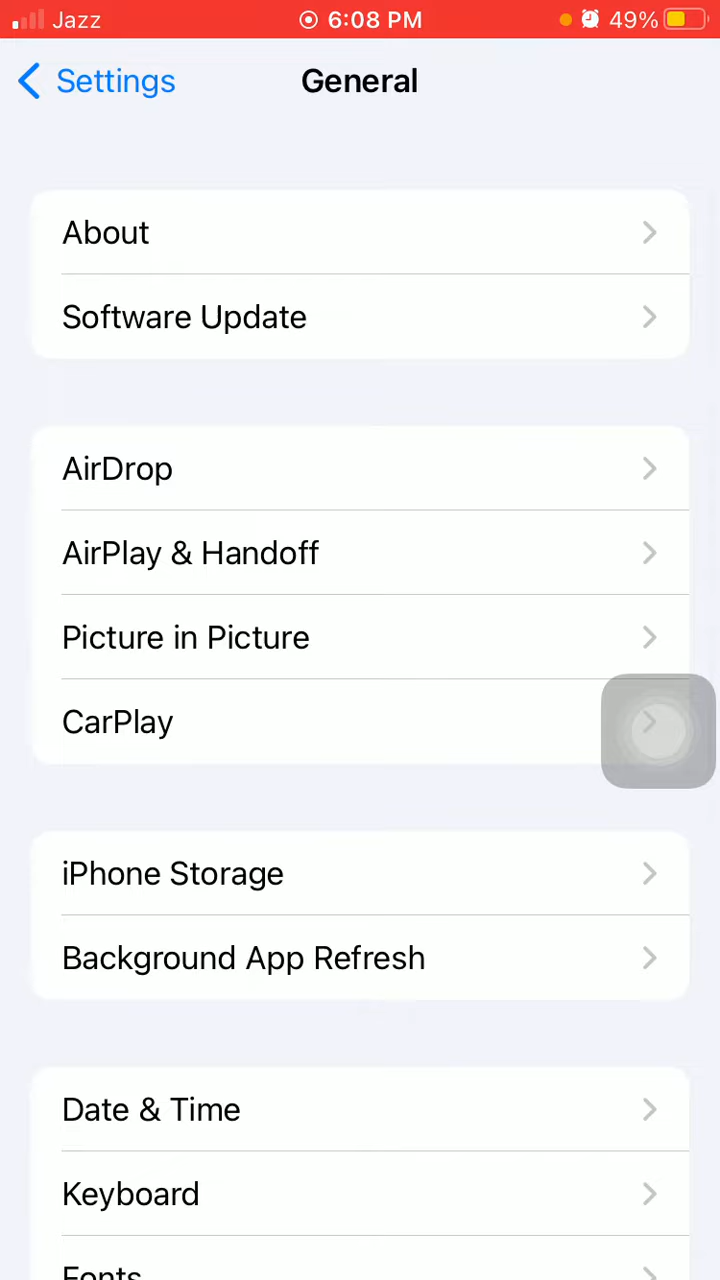 Jazz 6:08 PM 49%
Settings General
About
Software Update
AirDrop
AirPlay & Handoff
Picture in Picture
CarPlay
iPhone Storage
Background App Refresh
Date & Time
Keyboard
Fonts